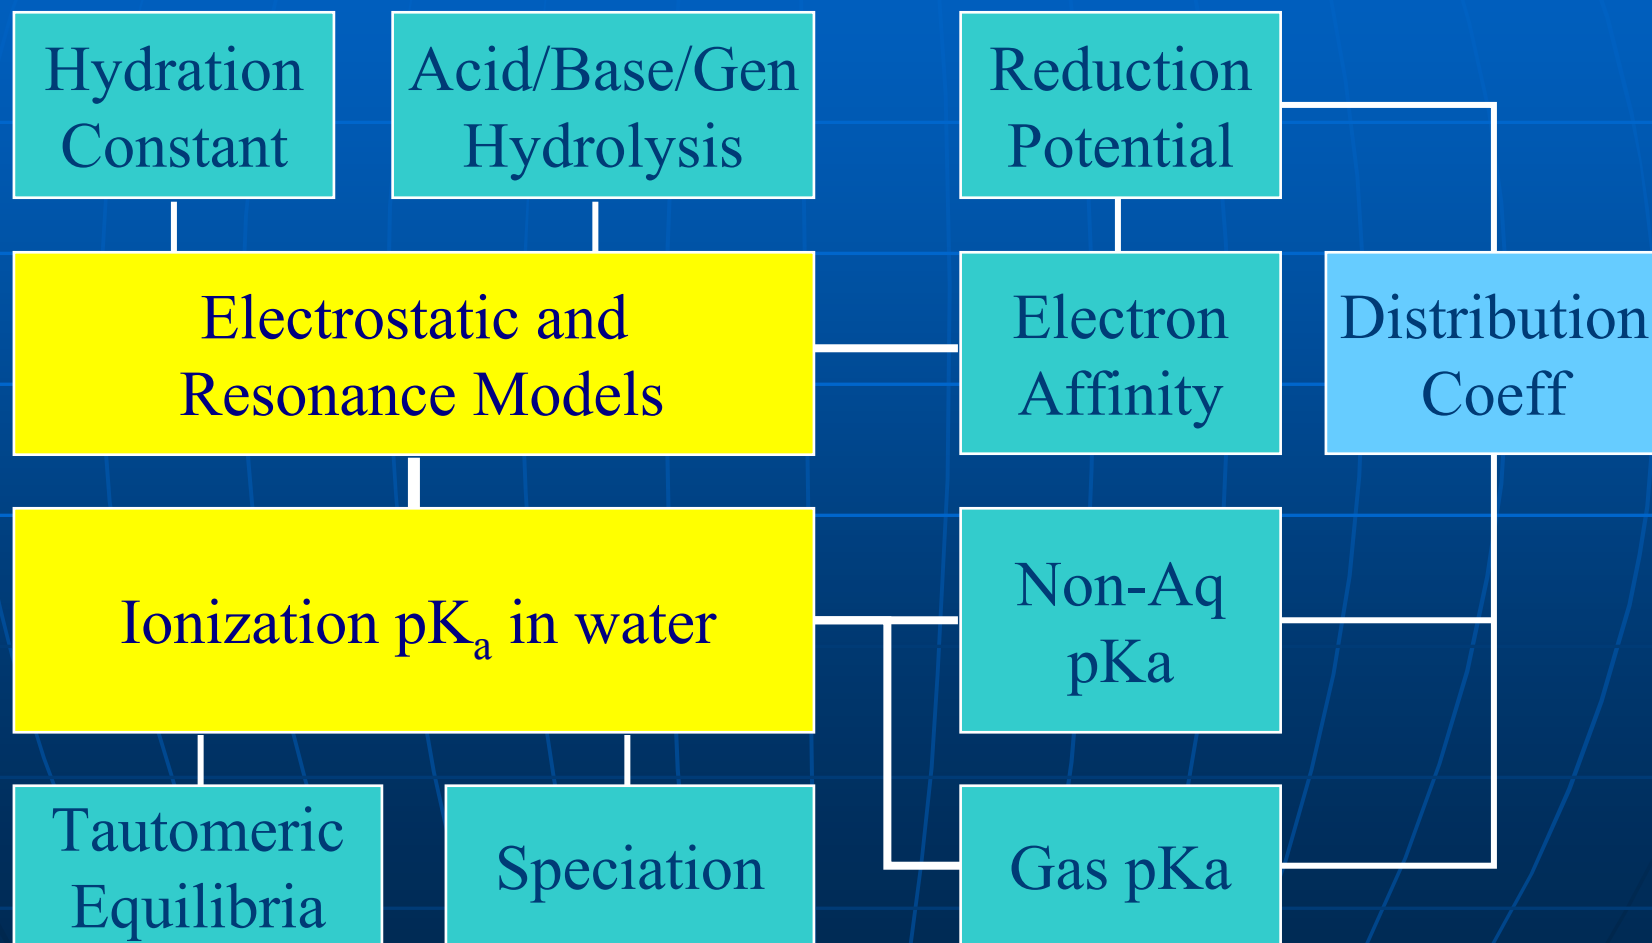 Hydration
Constant
Acid/Base/Gen
Hydrolysis
Reduction
Potential
Electrostatic and
Resonance Models
Electron
Affinity
Distribution
Coeff
Ionization pKₐ in water
Non-Aq
pKa
Tautomeric
Equilibria
Speciation
Gas pKa